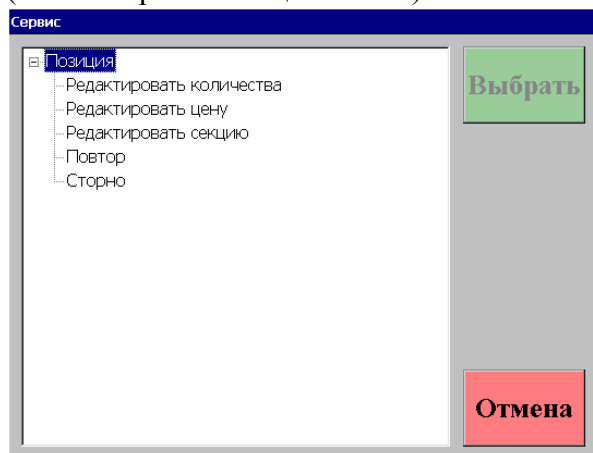 Сервис
Позиция
Выбрать
Редактировать количества
Редактировать цену
Редактировать секцию
Повтор
Сторно
Отмена